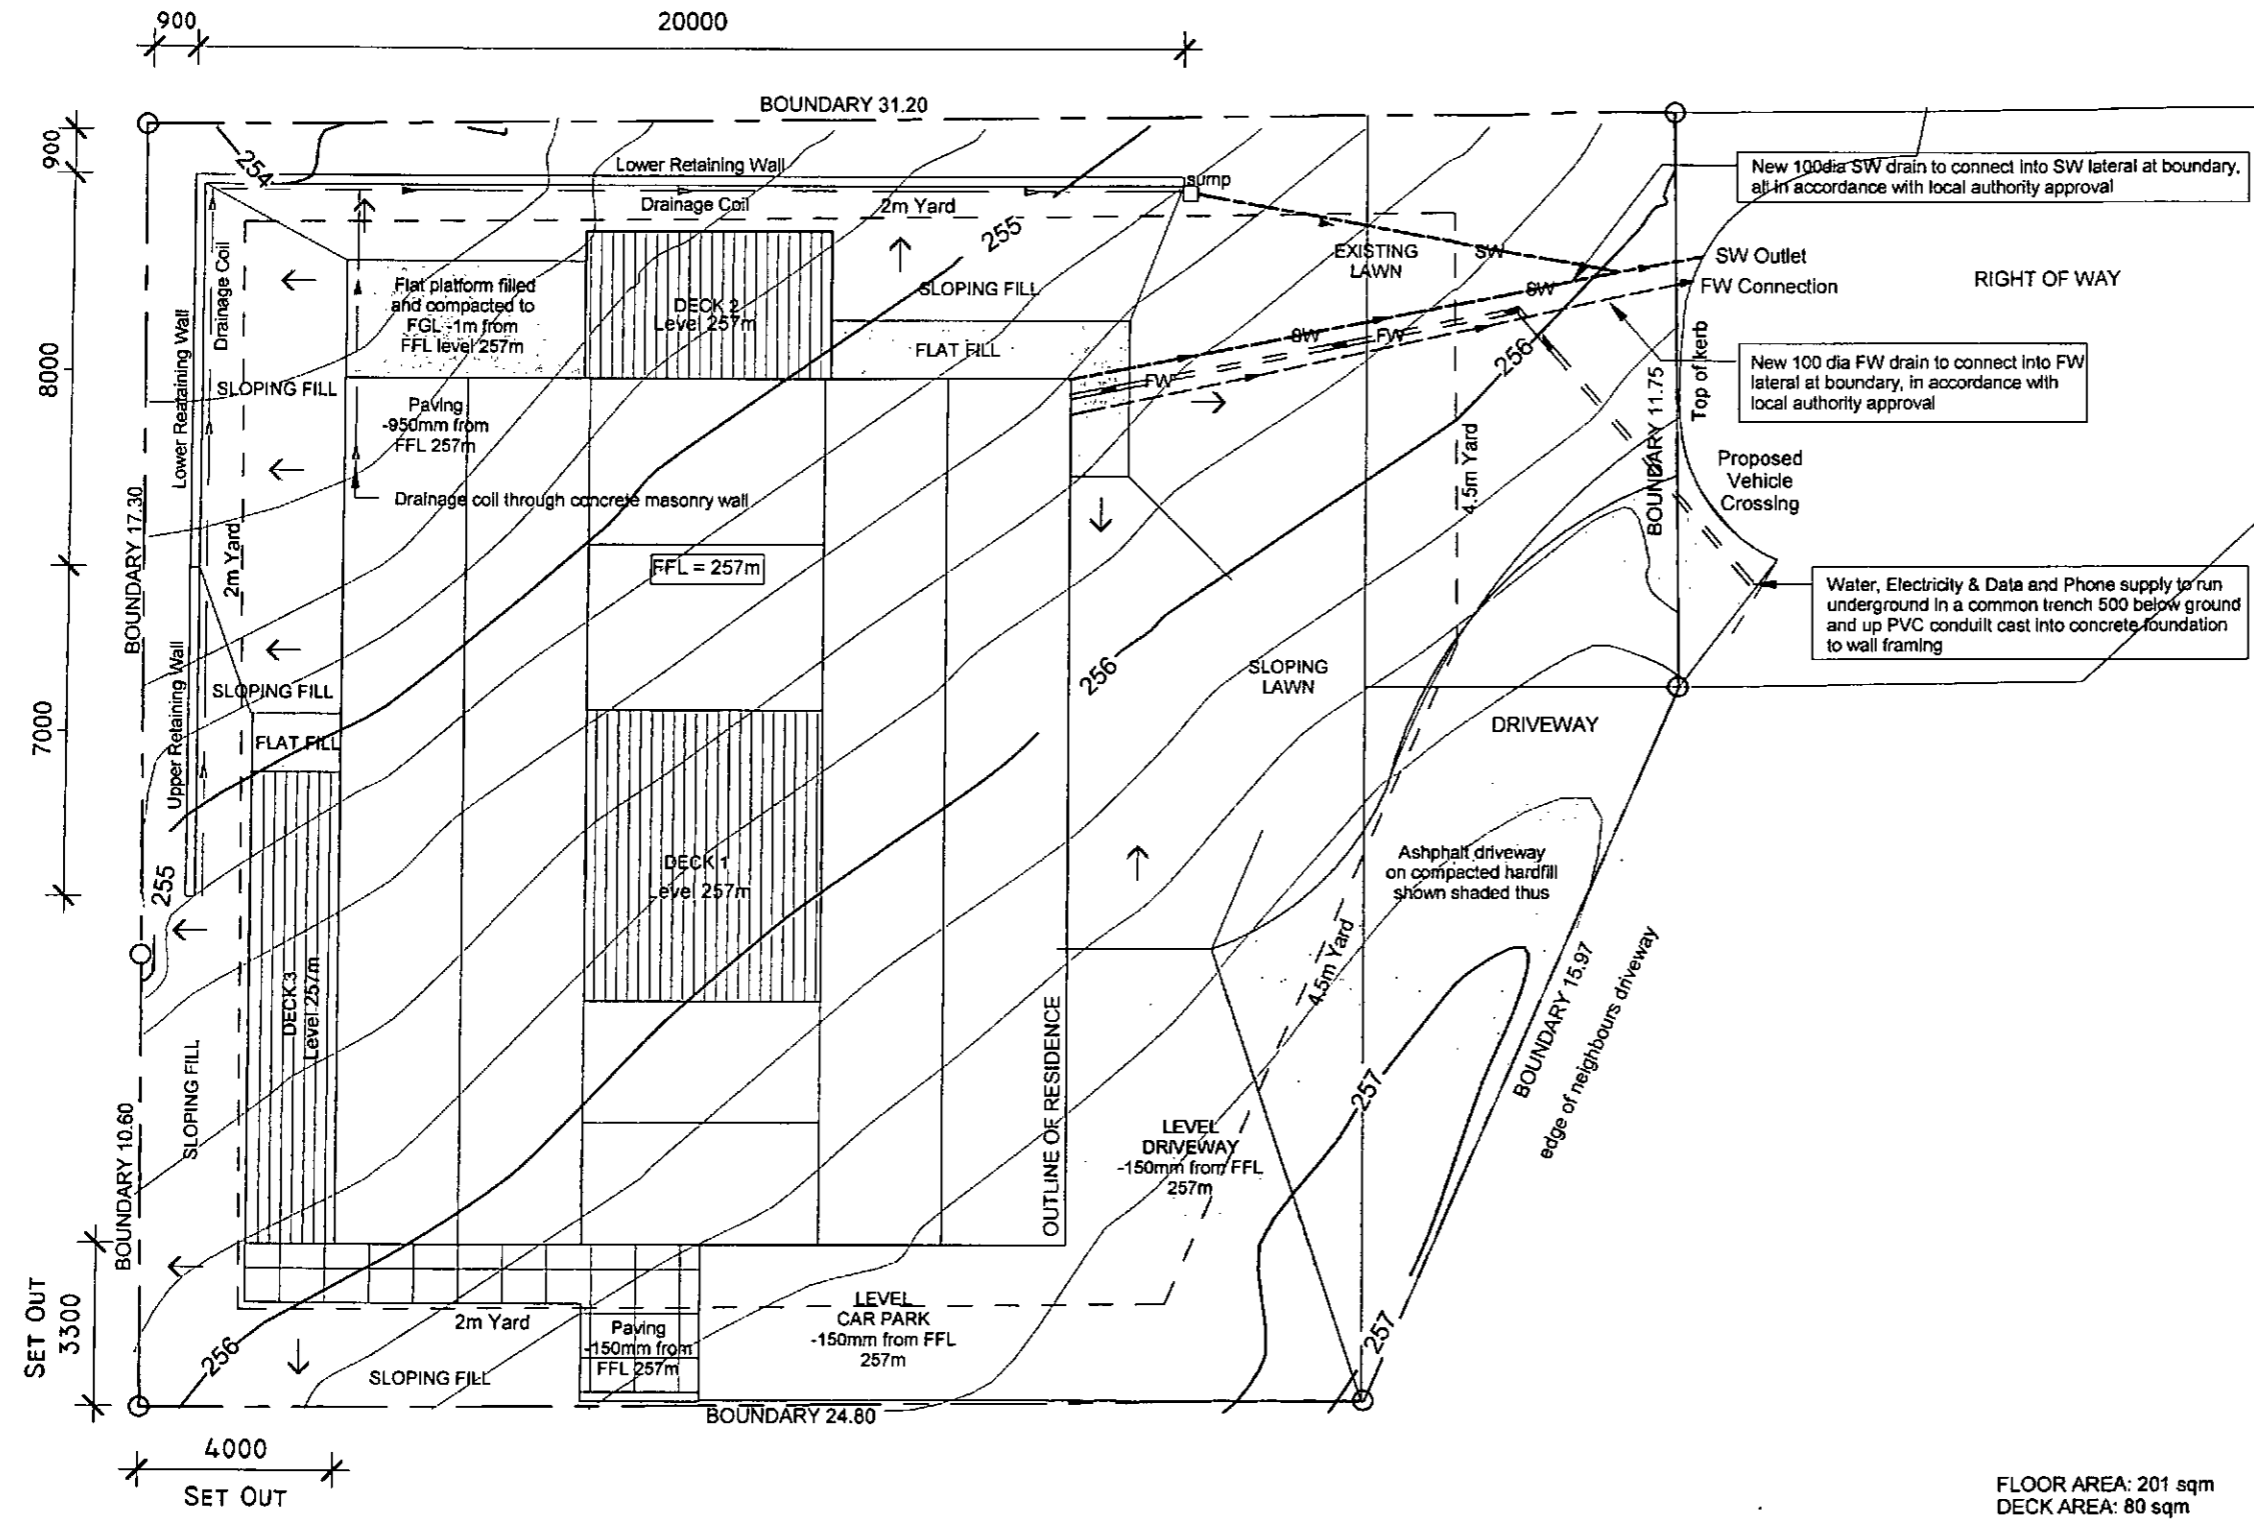 900
20000
BOUNDARY 31.20
900
254
Lower Retaining Wall
sump
New 100dia SW drain to connect into SW lateral at boundary,
all in accordance with local authority approval
Drainage Coil
2m Yard
255
Drainage Coil
EXISTING
LAWN
SW
SW Outlet
RIGHT OF WAY
Flat platform filled
and compacted to
FGL -1m from
FFL level 257m
DECK 2
Level 257m
SLOPING FILL
SW
FW Connection
SW
FW
8000
Lower Reataining Wall
SLOPING FILL
FLAT FILL
FW
256
Top of kerb
New 100 dia FW drain to connect into FW
lateral at boundary, in accordance with
local authority approval
Paving
-950mm from
FFL 257m
BOUNDARY 11.75
4.5m Yard
Proposed
Vehicle
Crossing
Drainage coil through concrete masonry wall
BOUNDARY 17.30
2m Yard
FFL = 257m
Water, Electricity & Data and Phone supply to run
underground in a common trench 500 below ground
and up PVC conduilt cast into concrete foundation
to wall framing
256
SLOPING
LAWN
SLOPING FILL
7000
Upper Retaining Wall
FLAT FILL
DRIVEWAY
DECK 1
Level 257m
Ashphalt driveway
on compacted hardfill
shown shaded thus
255
4.5m Yard
BOUNDARY 15.97
edge of neighbours driveway
DECK 3
Level 257m
SLOPING FILL
OUTLINE OF RESIDENCE
257
LEVEL
DRIVEWAY
-150mm from FFL
257m
BOUNDARY 10.60
SET OUT
3300
LEVEL
CAR PARK
-150mm from FFL
257m
2m Yard
Paving
-150mm from
FFL 257m
256
SLOPING FILL
257
BOUNDARY 24.80
4000
SET OUT
FLOOR AREA: 201 sqm
DECK AREA: 80 sqm